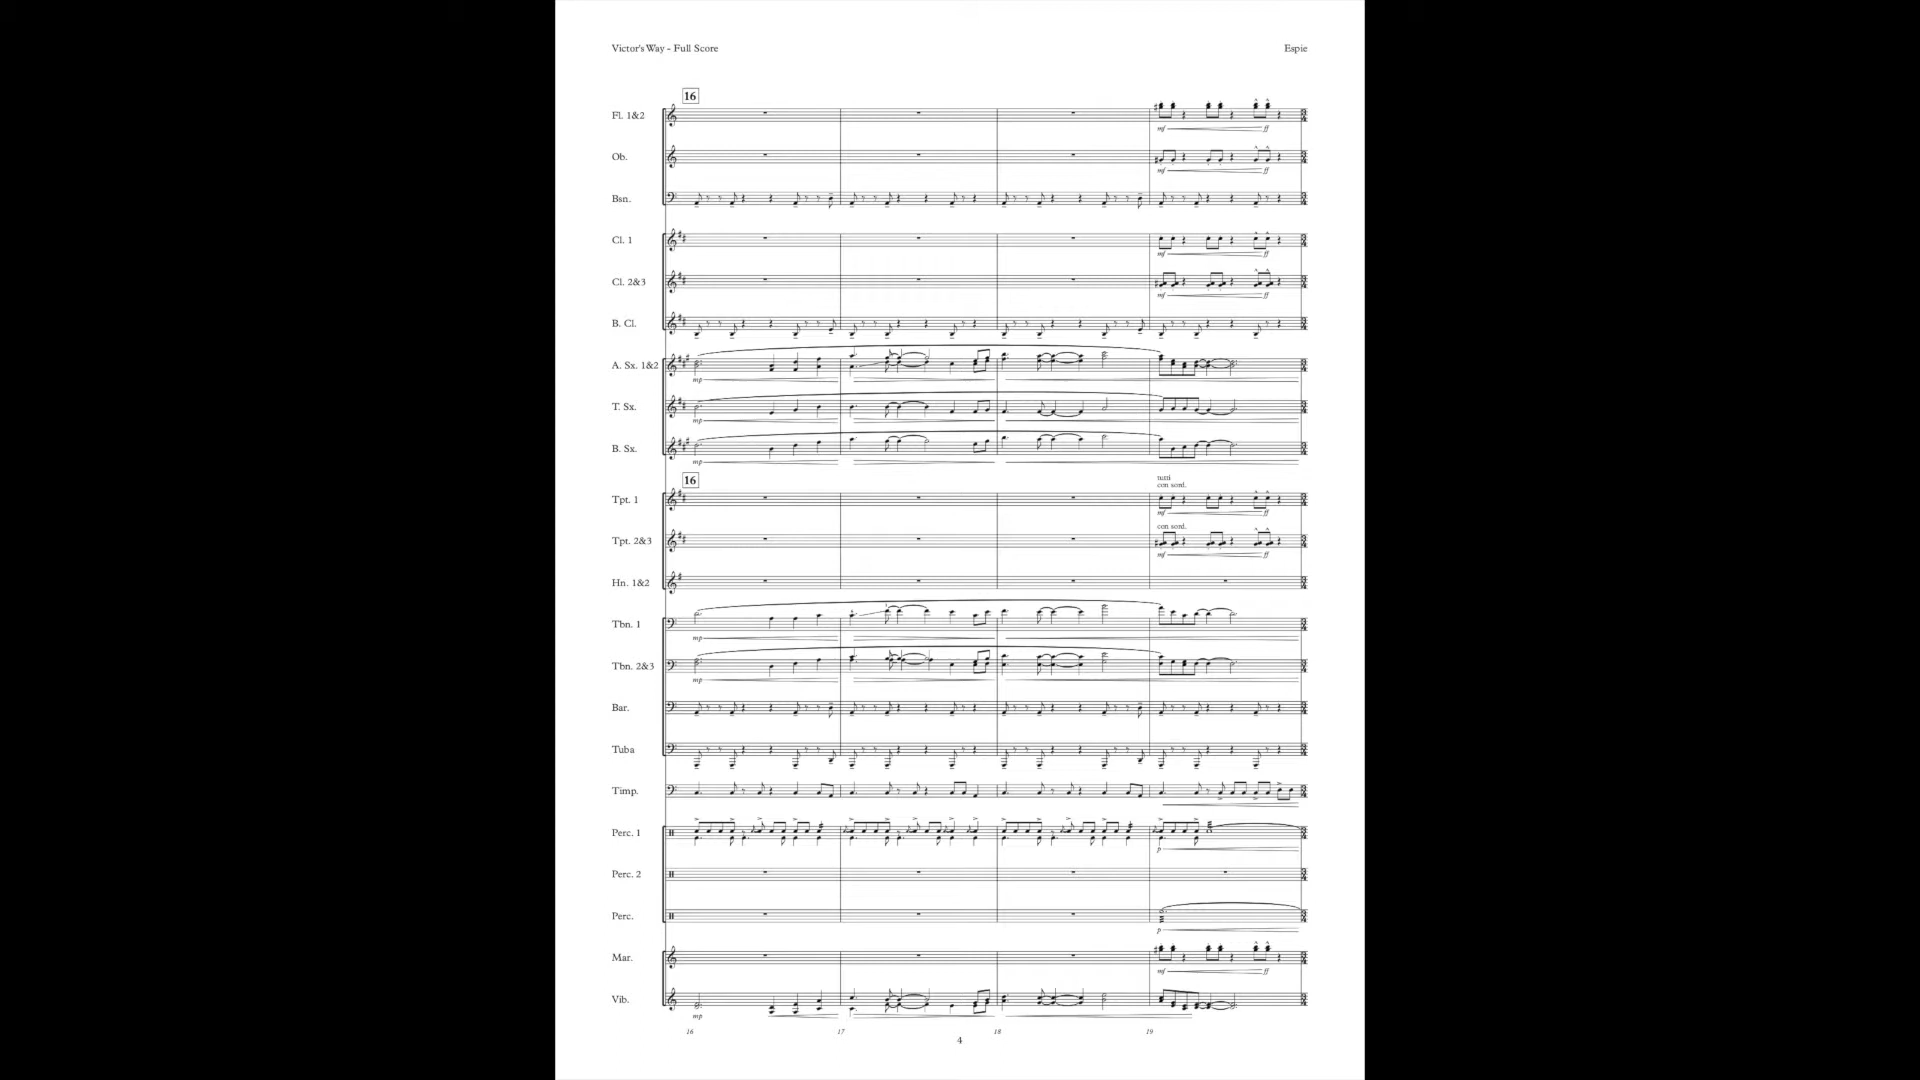 Victor's Way - Full Score
Espie
16
Fl. 1&2
mf ff
Ob.
mf ff
Bsn.
Cl. 1
mf ff
Cl. 2&3
mf ff
B. Cl.
A. Sx. 1&2
mp
T. Sx.
mp
B. Sx.
mp
16
tutti
con sord.
Tpt. 1
mf ff
con sord.
Tpt. 2&3
mf ff
Hn. 1&2
Tbn. 1
mp
Tbn. 2&3
mp
Bar.
Tuba
Timp.
Perc. 1
p
Perc. 2
Perc.
p
Mar.
mf ff
Vib.
mp
16 17 18 19
4